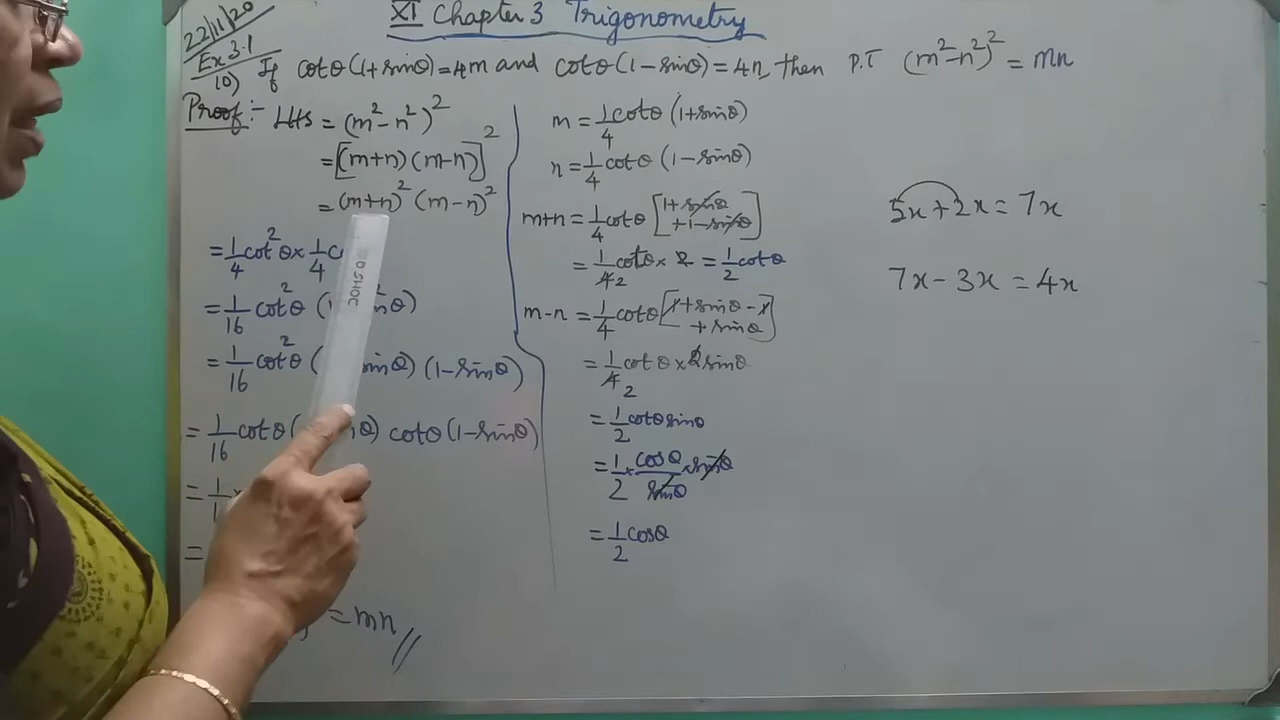 XI Chapter 3 Trigonometry
22/11/20
Ex 3.1
10) If cotθ(1+sinθ)=4m and cotθ(1-sinθ)=4n, then P.T (m²-n²)² = mn
Proof:- LHS = (m²-n²)²
= [(m+n)(m-n)]²
= (m+n)² (m-n)²
= 1/4 cot²θ × 1/4
= 1/16 cot²θ
= 1/16 cot²θ (1-sinθ)
= 1/16 cotθ cotθ(1-sinθ)
=
=
= mn //
m = 1/4 cotθ (1+sinθ)
n = 1/4 cotθ (1-sinθ)
m+n = 1/4 cotθ [1+sinθ
+1-sinθ]
= 1/4 2 cotθ × 2 = 1/2 cotθ
m-n = 1/4 cotθ [1+sinθ-1
+sinθ]
= 1/4 2 cotθ × 2 sinθ
= 1/2 cotθ sinθ
= 1/2 × cosθ/sinθ × sinθ
= 1/2 cosθ
5x+2x = 7x
7x-3x = 4x